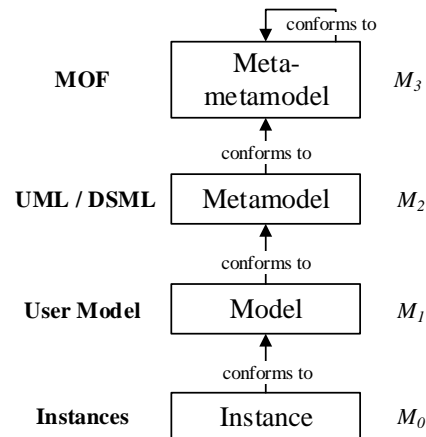 conforms to
MOF
Meta-
metamodel
M3
conforms to
UML / DSML
Metamodel
M2
conforms to
User Model
Model
M1
conforms to
Instances
Instance
M0